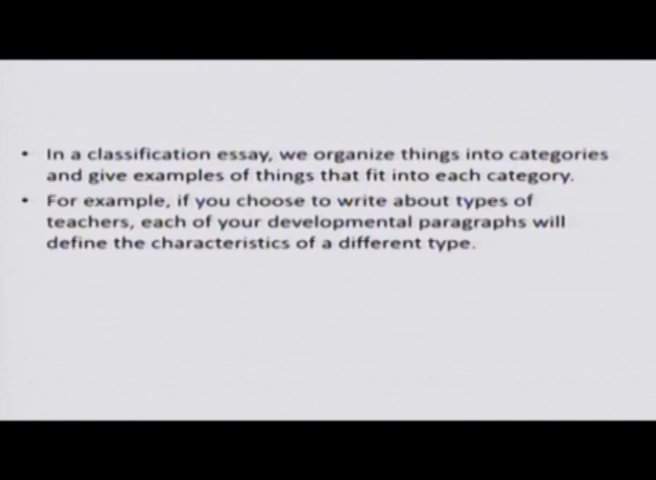 • In a classification essay, we organize things into categories
and give examples of things that fit into each category.
• For example, if you choose to write about types of
teachers, each of your developmental paragraphs will
define the characteristics of a different type.